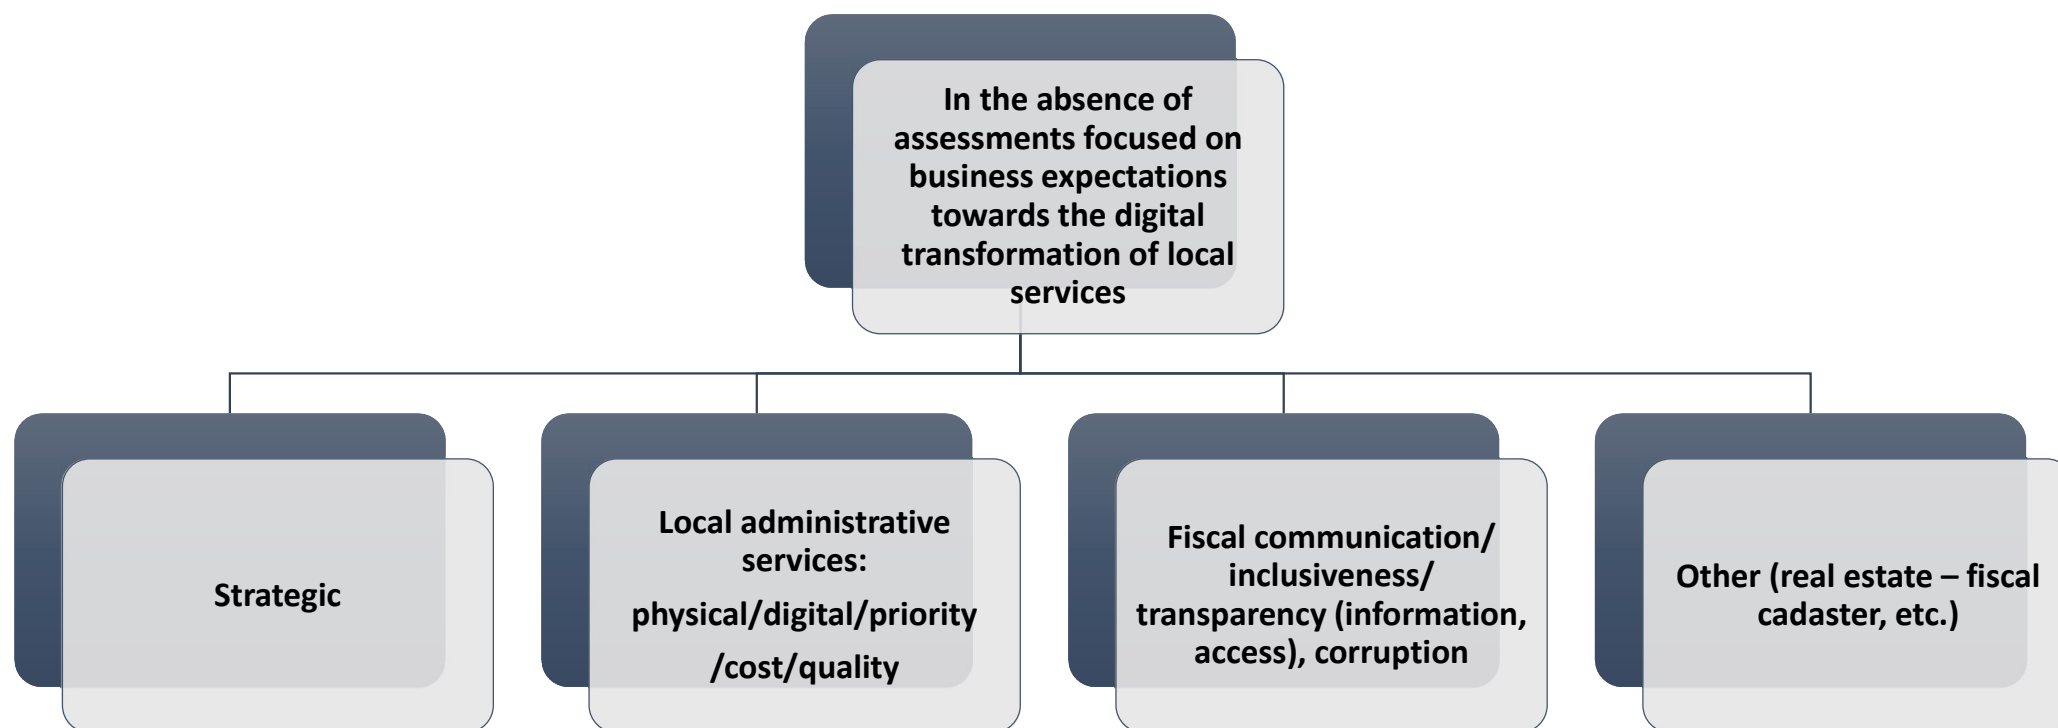 In the absence of
assessments focused on
business expectations
towards the digital
transformation of local
services
Strategic
Local administrative
services:
physical/digital/priority
/cost/quality
Fiscal communication/
inclusiveness/
transparency (information,
access), corruption
Other (real estate – fiscal
cadaster, etc.)